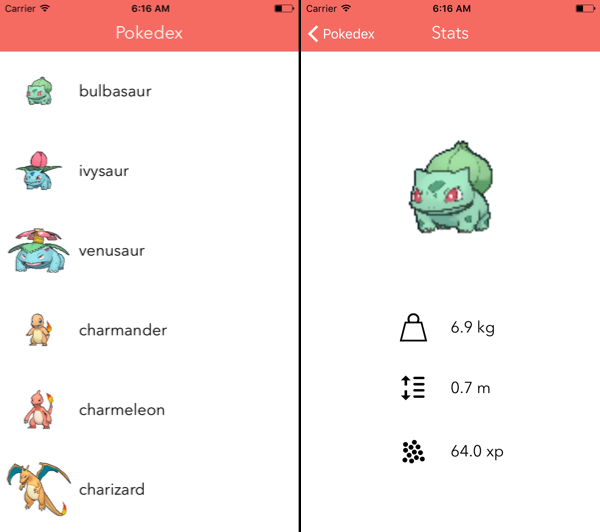 Carrier 6:16 AM
Pokedex
bulbasaur
ivysaur
venusaur
charmander
charmeleon
charizard
Carrier 6:16 AM
Pokedex Stats
6.9 kg
0.7 m
64.0 xp